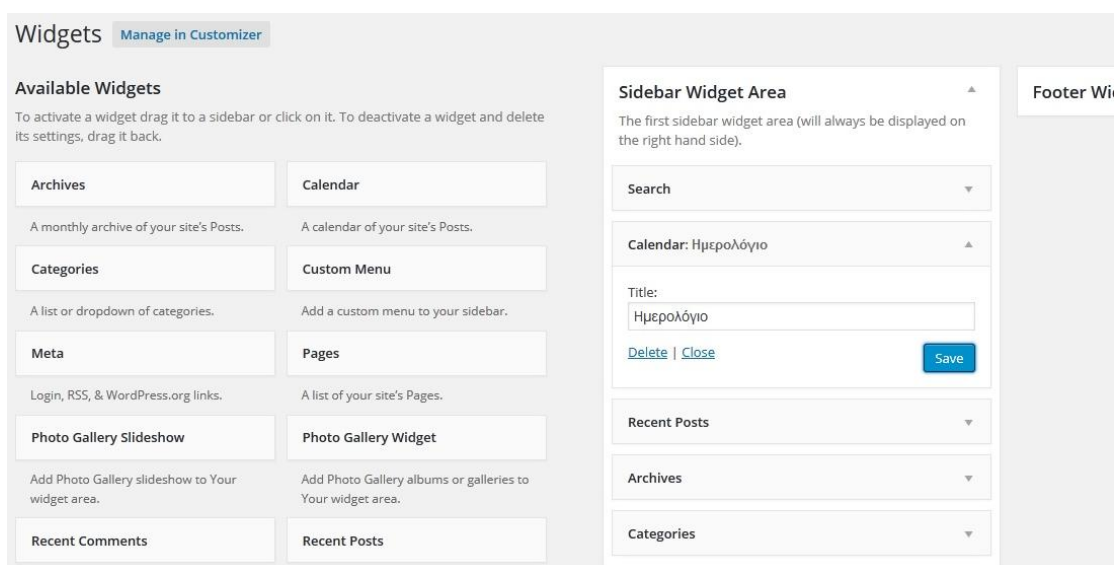 Widgets Manage in Customizer
Available Widgets
To activate a widget drag it to a sidebar or click on it. To deactivate a widget and delete
its settings, drag it back.
Archives
A monthly archive of your site's Posts.
Calendar
A calendar of your site's Posts.
Categories
A list or dropdown of categories.
Custom Menu
Add a custom menu to your sidebar.
Meta
Login, RSS, & WordPress.org links.
Pages
A list of your site's Pages.
Photo Gallery Slideshow
Add Photo Gallery slideshow to Your
widget area.
Photo Gallery Widget
Add Photo Gallery albums or galleries to
Your widget area.
Recent Comments
Recent Posts
Sidebar Widget Area
The first sidebar widget area (will always be displayed on
the right hand side).
Search
Calendar: Ημερολόγιο
Title:
Ημερολόγιο
Delete | Close
Save
Recent Posts
Archives
Categories
Footer Wi